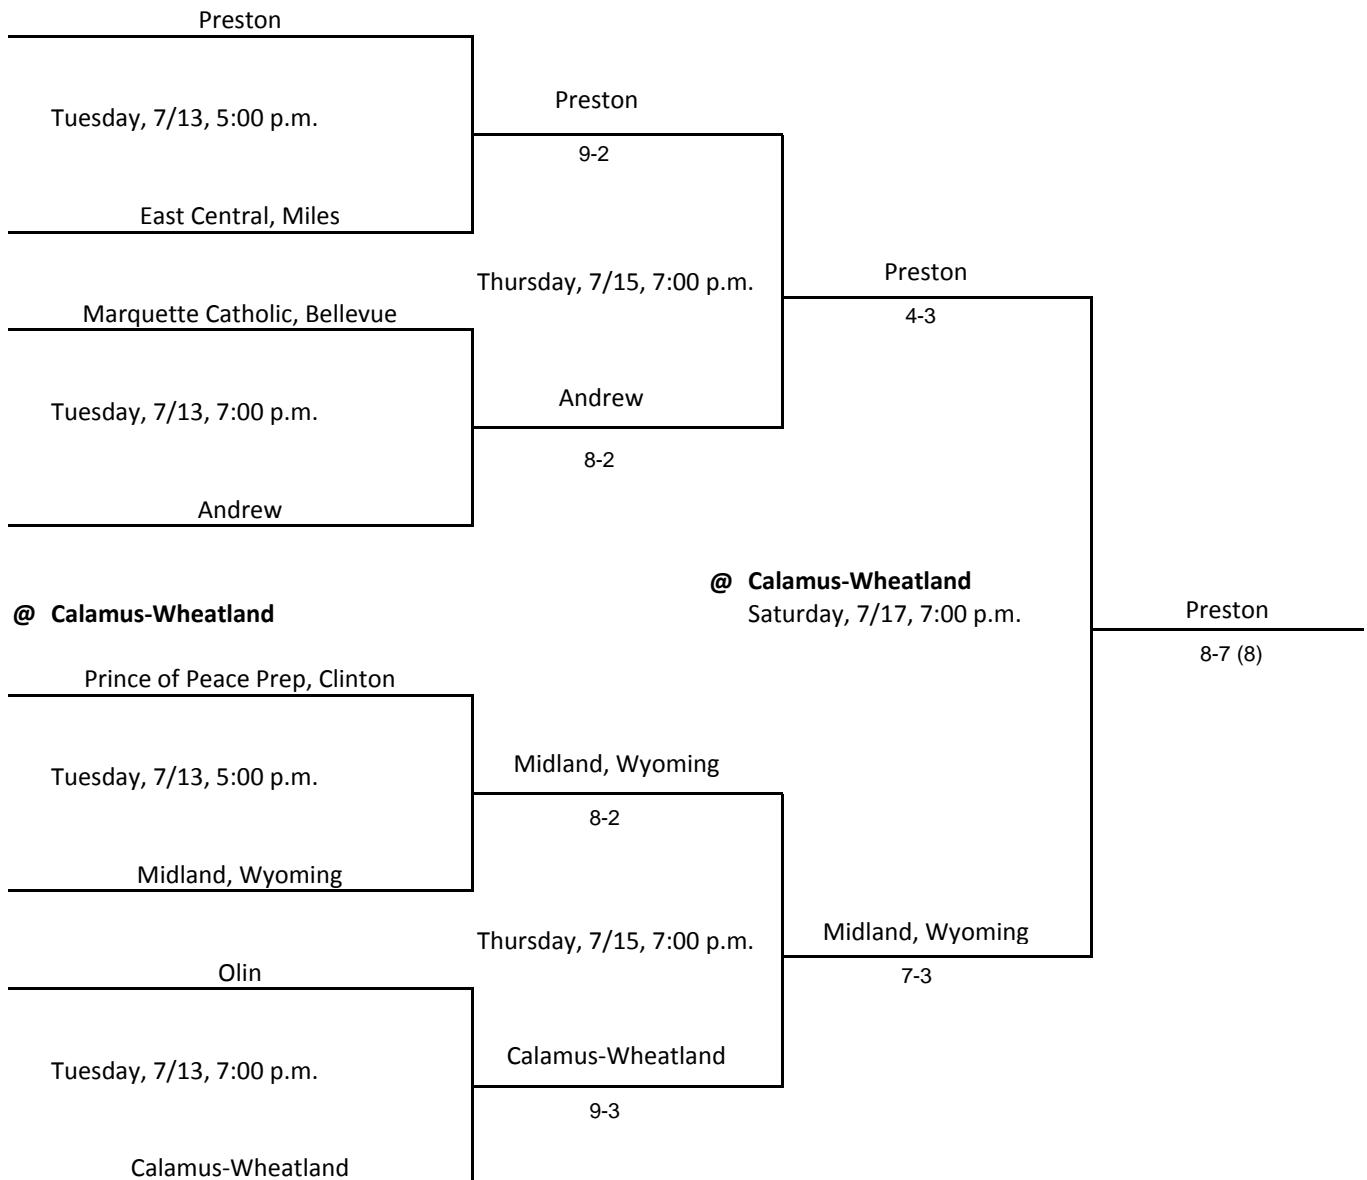 Preston
Tuesday, 7/13, 5:00 p.m.
Preston
9-2
East Central, Miles
Thursday, 7/15, 7:00 p.m.
Preston
4-3
Marquette Catholic, Bellevue
Tuesday, 7/13, 7:00 p.m.
Andrew
8-2
Andrew
@ Calamus-Wheatland
Saturday, 7/17, 7:00 p.m.
@ Calamus-Wheatland
Preston
8-7 (8)
Prince of Peace Prep, Clinton
Tuesday, 7/13, 5:00 p.m.
Midland, Wyoming
8-2
Midland, Wyoming
Thursday, 7/15, 7:00 p.m.
Midland, Wyoming
7-3
Olin
Tuesday, 7/13, 7:00 p.m.
Calamus-Wheatland
9-3
Calamus-Wheatland